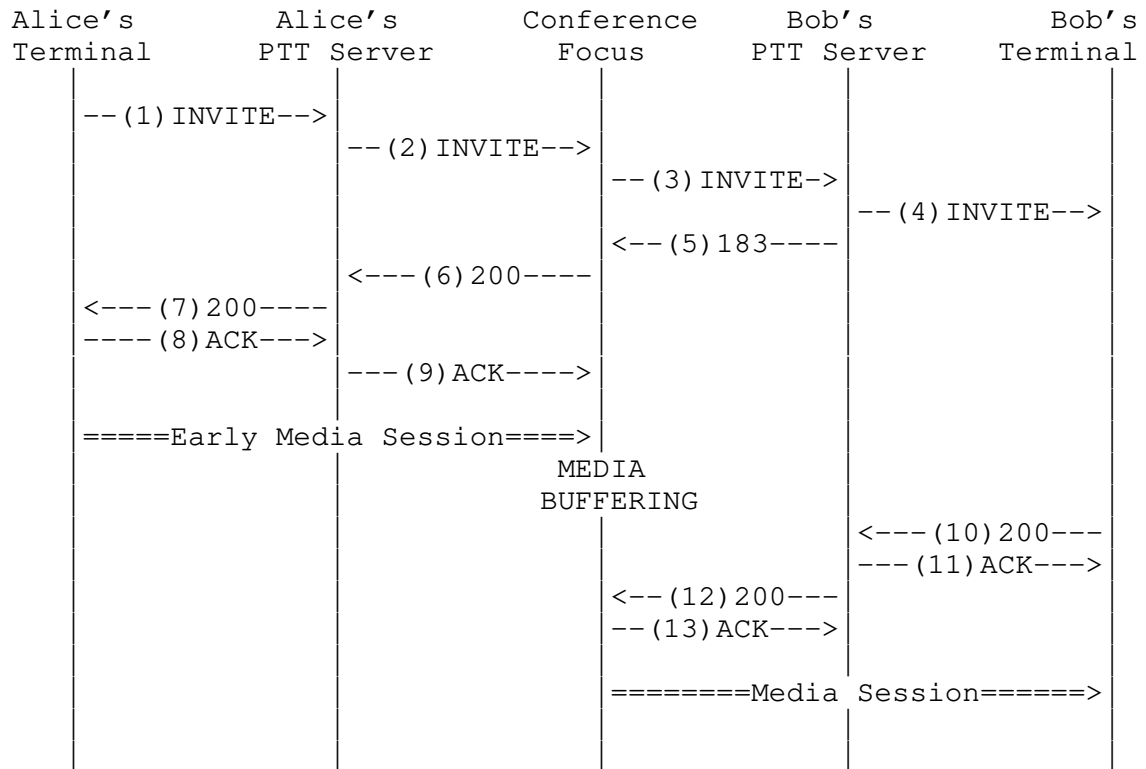 Alice's Alice's Conference Bob's Bob's
Terminal PTT Server Focus PTT Server Terminal
--(1)INVITE-->
--(2)INVITE-->
--(3)INVITE->
--(4)INVITE-->
<--(5)183----
<---(6)200----
<---(7)200----
----(8)ACK--->
---(9)ACK---->
=====Early Media Session====>
MEDIA
BUFFERING
<---(10)200---
---(11)ACK--->
<--(12)200---
--(13)ACK--->
========Media Session======>